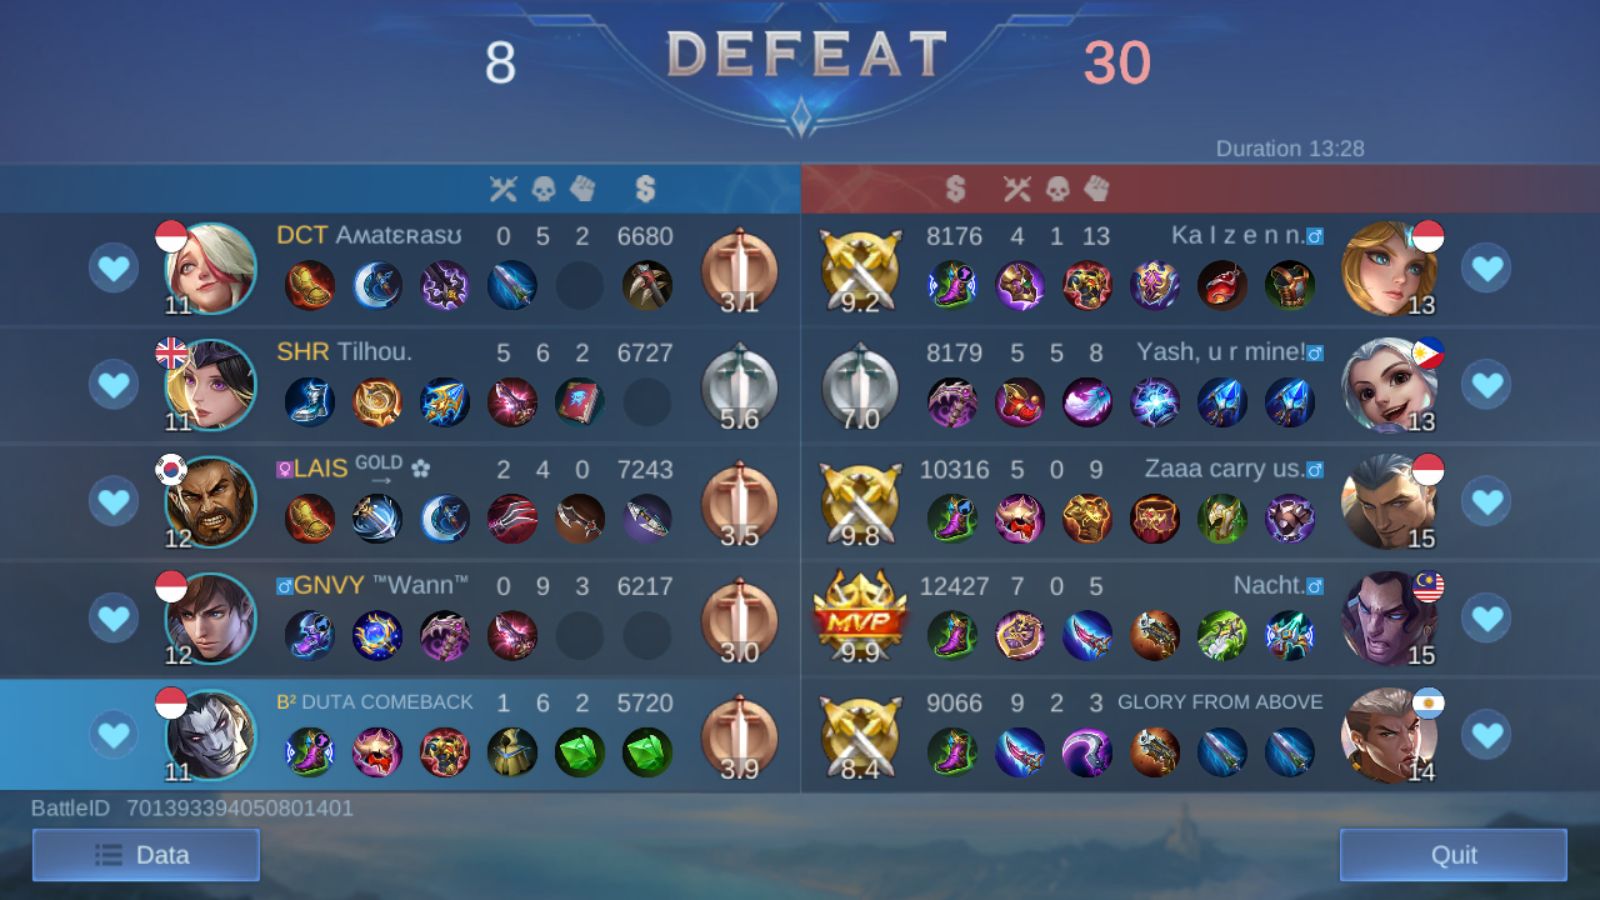 8 DEFEAT 30
Duration 13:28
DCT Aмatεʀasʊ 0 5 2 6680
11 3.1
8176 4 1 13 Ka l z e n n.♂
9.2 13
SHR Tilhou. 5 6 2 6727
11 5.6
8179 5 5 8 Yash, u r mine!♂
7.0 13
♀LAIS GOLD→ ✿ 2 4 0 7243
12 3.5
10316 5 0 9 Zaaa carry us.♂
9.8 15
♂GNVY ™Wann™ 0 9 3 6217
12 3.0
12427 7 0 5 Nacht.♂
MVP
9.9 15
B² DUTA COMEBACK 1 6 2 5720
11 3.9
9066 9 2 3 GLORY FROM ABOVE
8.4 14
BattleID 701393394050801401
Data
Quit